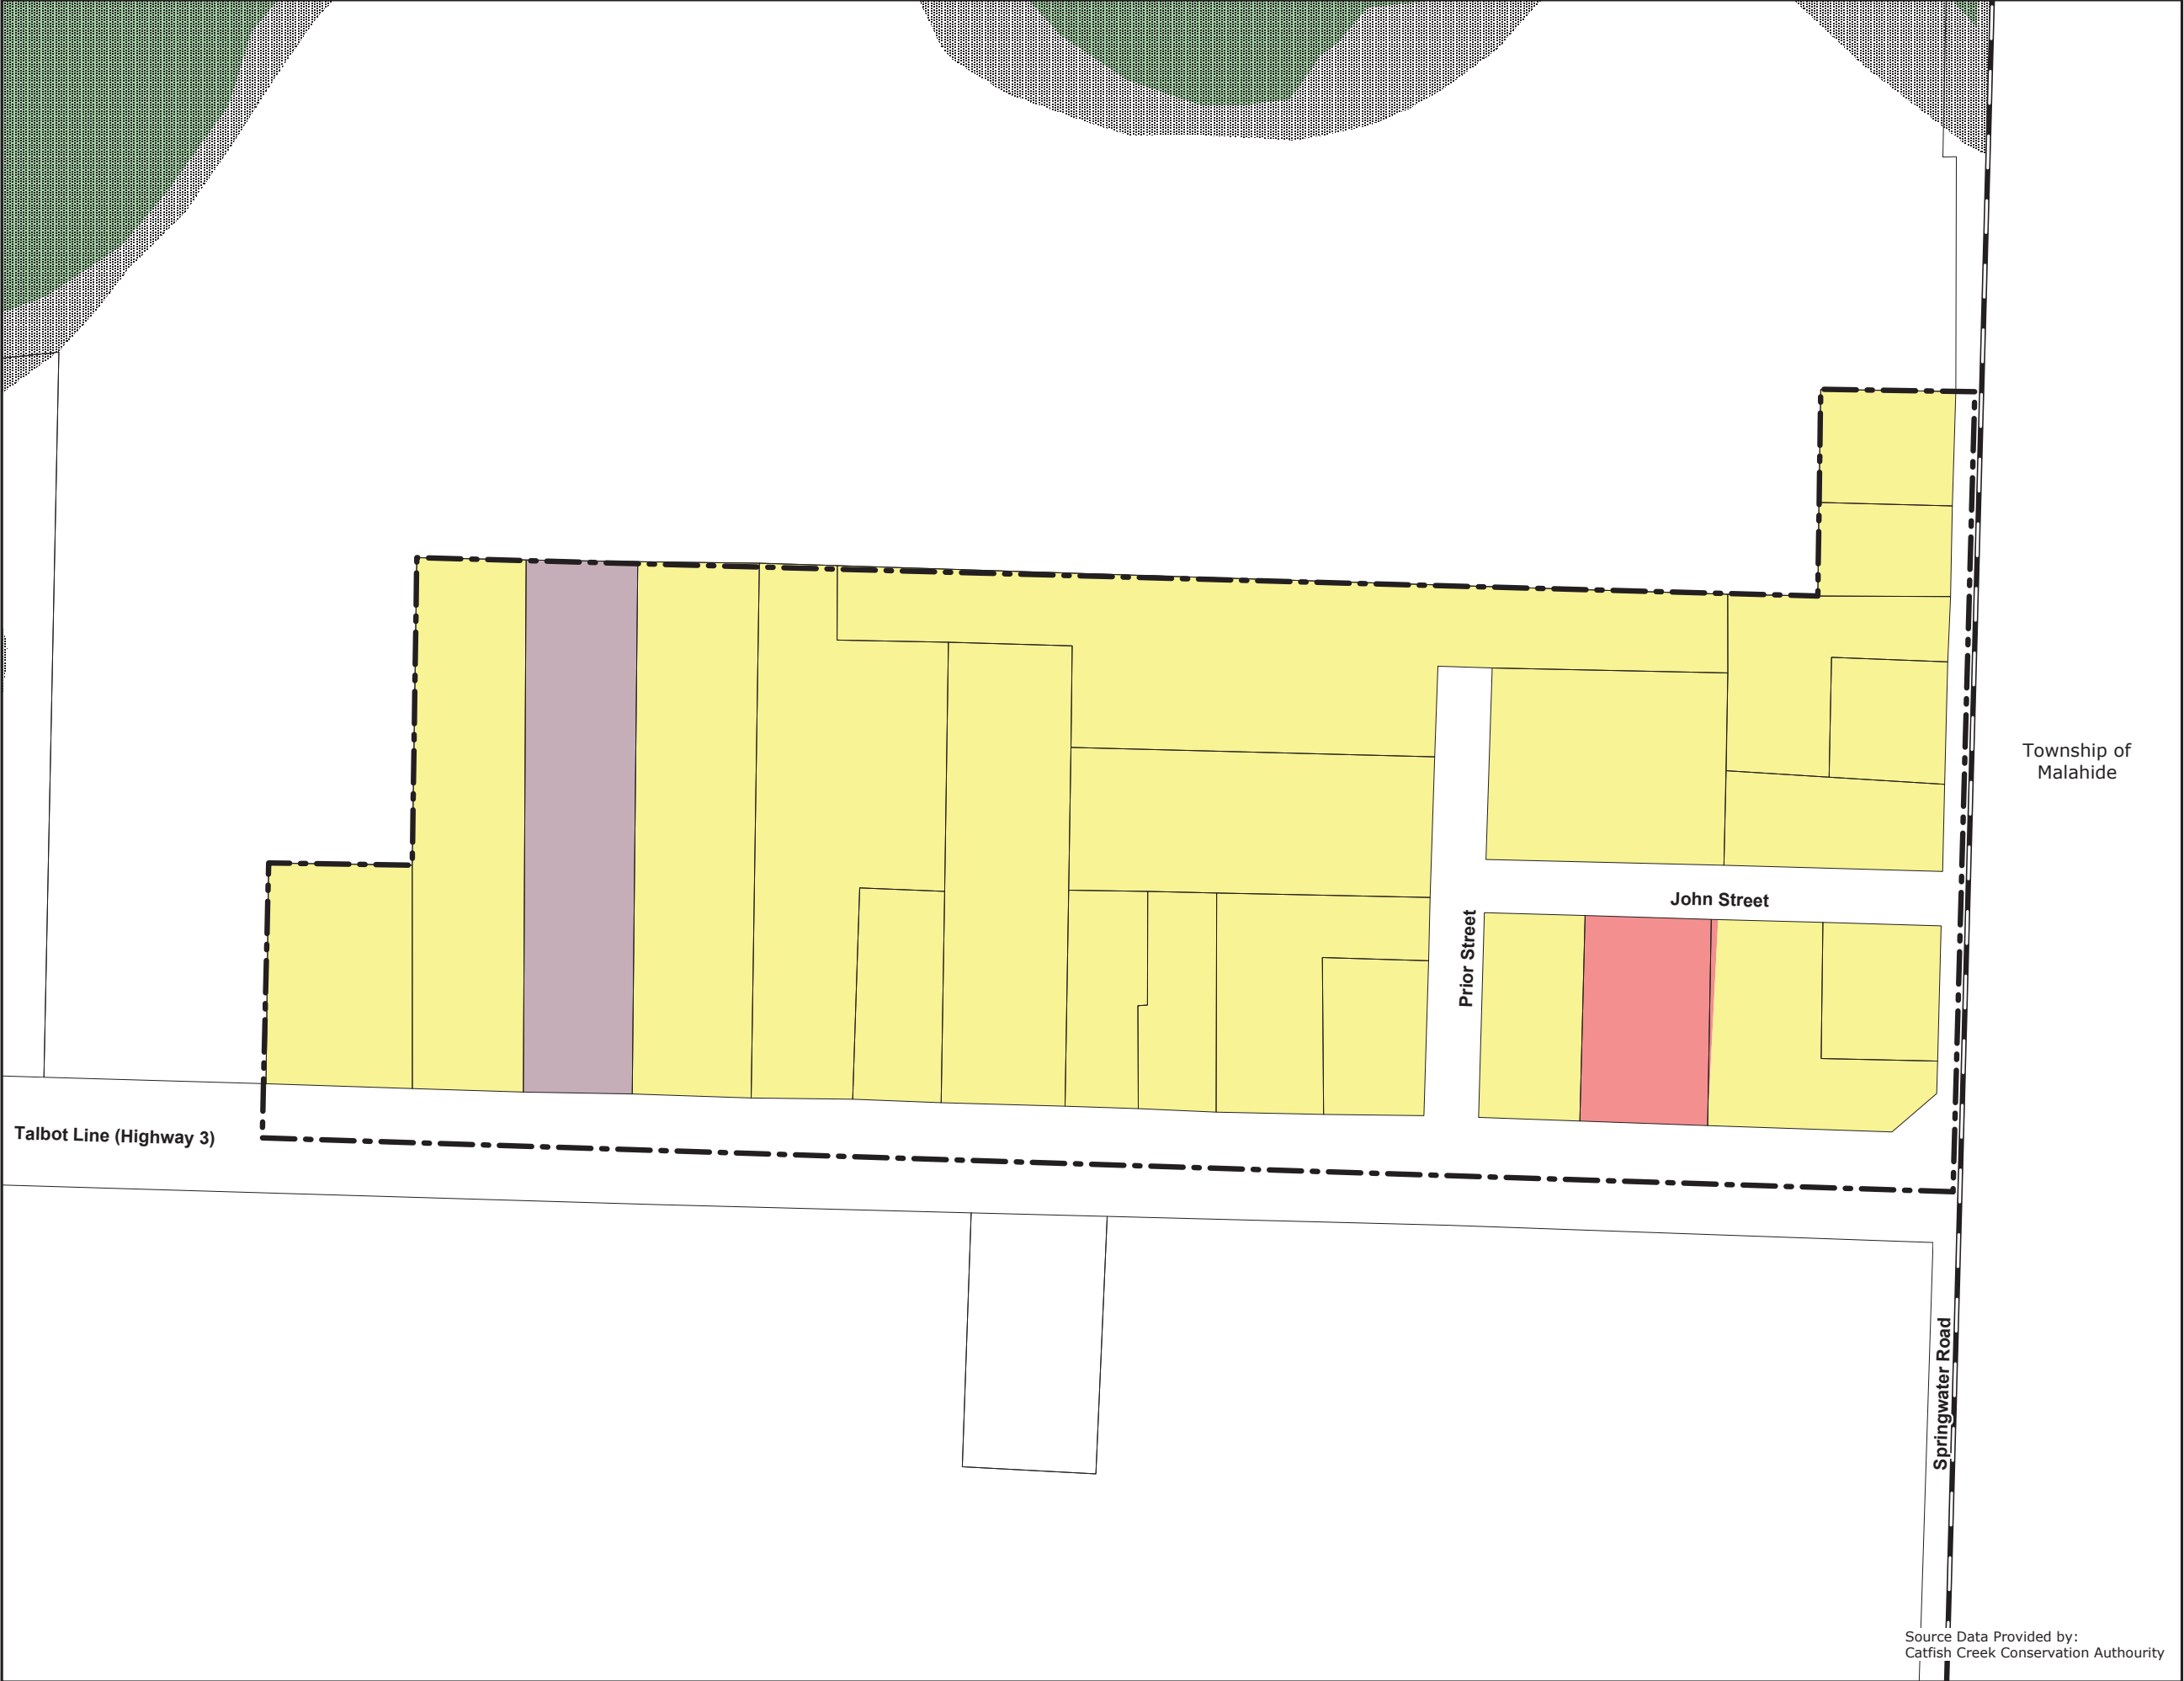 Township of
Malahide
John Street
Prior Street
Talbot Line (Highway 3)
Springwater Road
Source Data Provided by:
Catfish Creek Conservation Authourity